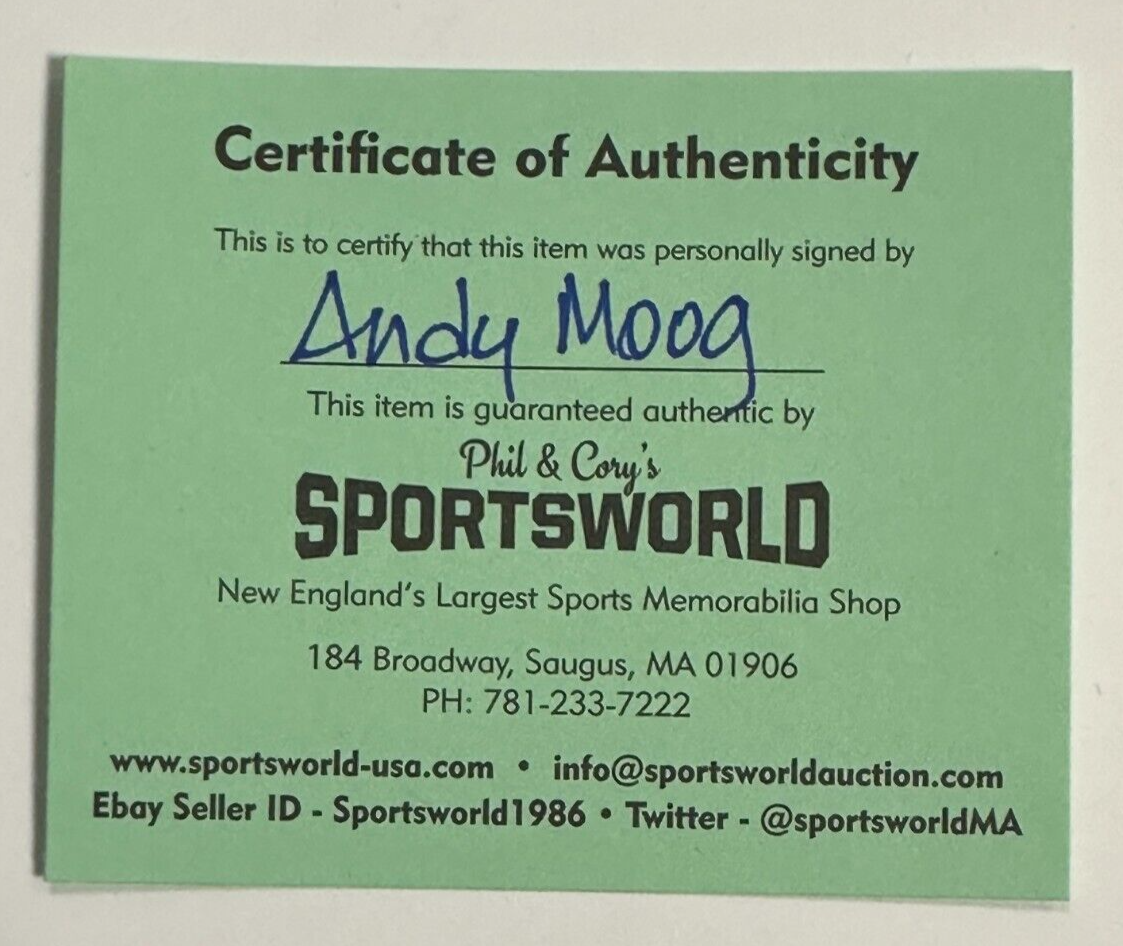 Certificate of Authenticity
This is to certify that this item was personally signed by
Andy Moog
This item is guaranteed authentic by
Phil & Cory's
SPORTSWORLD
New England's Largest Sports Memorabilia Shop
184 Broadway, Saugus, MA 01906
PH: 781-233-7222
www.sportsworld-usa.com • info@sportsworldauction.com
Ebay Seller ID - Sportsworld1986 • Twitter - @sportsworldMA